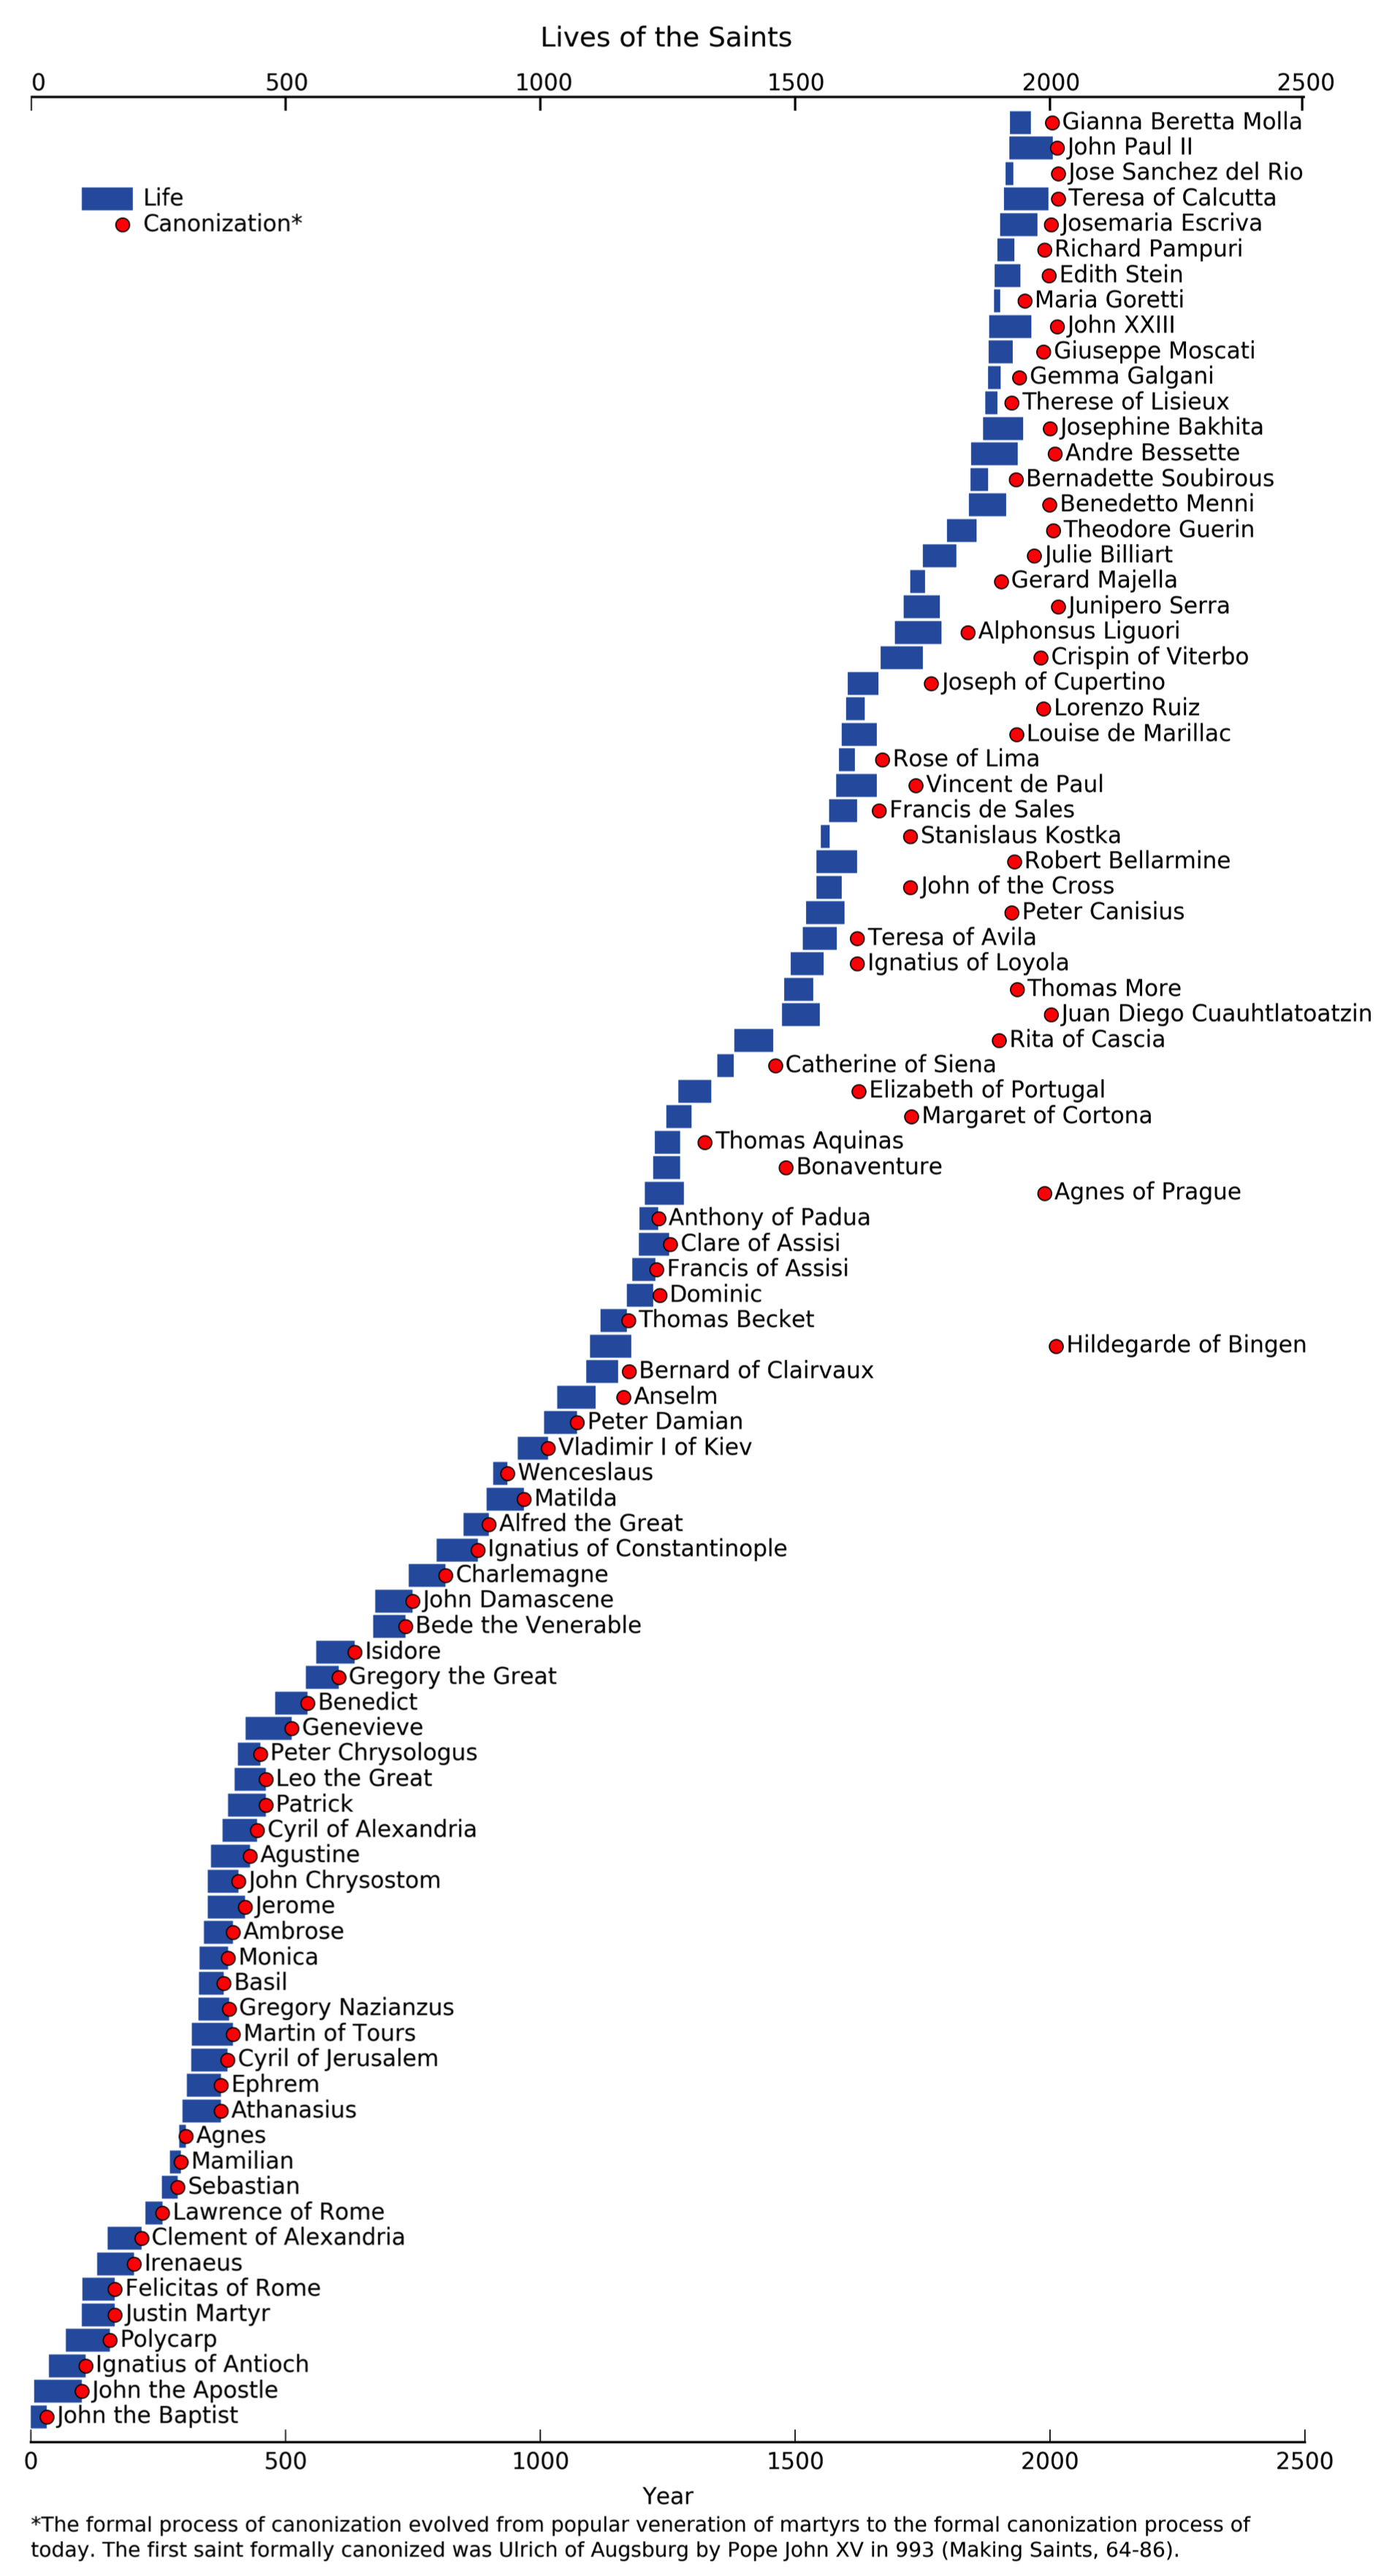 Lives of the Saints
0 500 1000 1500 2000 2500
Gianna Beretta Molla
John Paul II
Jose Sanchez del Rio
Life
Teresa of Calcutta
Canonization*
Josemaria Escriva
Richard Pampuri
Edith Stein
Maria Goretti
John XXIII
Giuseppe Moscati
Gemma Galgani
Therese of Lisieux
Josephine Bakhita
Andre Bessette
Bernadette Soubirous
Benedetto Menni
Theodore Guerin
Julie Billiart
Gerard Majella
Junipero Serra
Alphonsus Liguori
Crispin of Viterbo
Joseph of Cupertino
Lorenzo Ruiz
Louise de Marillac
Rose of Lima
Vincent de Paul
Francis de Sales
Stanislaus Kostka
Robert Bellarmine
John of the Cross
Peter Canisius
Teresa of Avila
Ignatius of Loyola
Thomas More
Juan Diego Cuauhtlatoatzin
Rita of Cascia
Catherine of Siena
Elizabeth of Portugal
Margaret of Cortona
Thomas Aquinas
Bonaventure
Agnes of Prague
Anthony of Padua
Clare of Assisi
Francis of Assisi
Dominic
Thomas Becket
Hildegarde of Bingen
Bernard of Clairvaux
Anselm
Peter Damian
Vladimir I of Kiev
Wenceslaus
Matilda
Alfred the Great
Ignatius of Constantinople
Charlemagne
John Damascene
Bede the Venerable
Isidore
Gregory the Great
Benedict
Genevieve
Peter Chrysologus
Leo the Great
Patrick
Cyril of Alexandria
Agustine
John Chrysostom
Jerome
Ambrose
Monica
Basil
Gregory Nazianzus
Martin of Tours
Cyril of Jerusalem
Ephrem
Athanasius
Agnes
Mamilian
Sebastian
Lawrence of Rome
Clement of Alexandria
Irenaeus
Felicitas of Rome
Justin Martyr
Polycarp
Ignatius of Antioch
John the Apostle
John the Baptist
0 500 1000 1500 2000 2500
Year
*The formal process of canonization evolved from popular veneration of martyrs to the formal canonization process of
today. The first saint formally canonized was Ulrich of Augsburg by Pope John XV in 993 (Making Saints, 64-86).